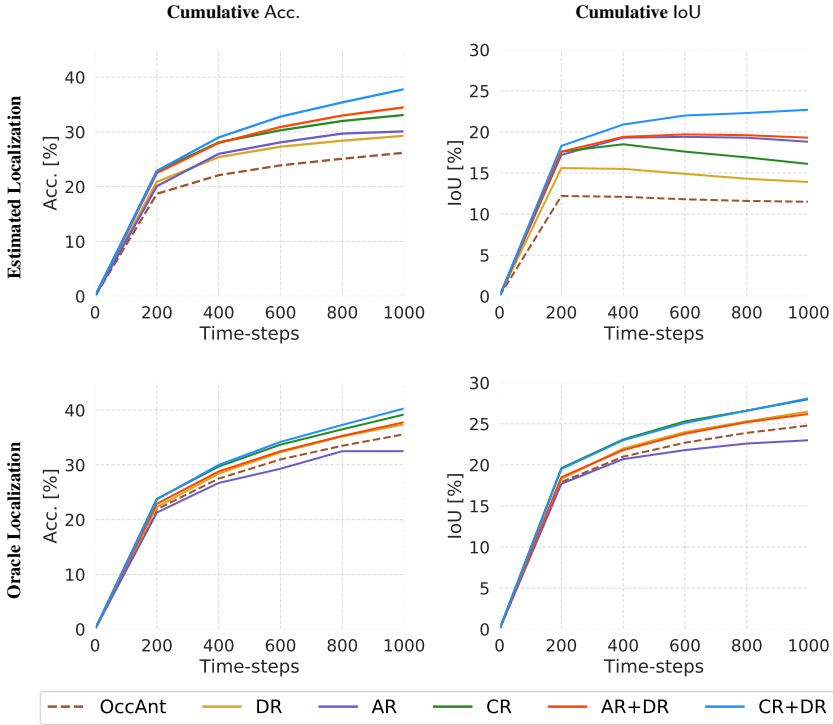 Cumulative Acc.
Cumulative IoU
Estimated Localization
Acc. [%]
40
30
20
10
0
0 200 400 600 800 1000
Time-steps
IoU [%]
30
25
20
15
10
5
0
0 200 400 600 800 1000
Time-steps
Oracle Localization
Acc. [%]
40
30
20
10
0
0 200 400 600 800 1000
Time-steps
IoU [%]
30
25
20
15
10
5
0
0 200 400 600 800 1000
Time-steps
OccAnt DR AR CR AR+DR CR+DR